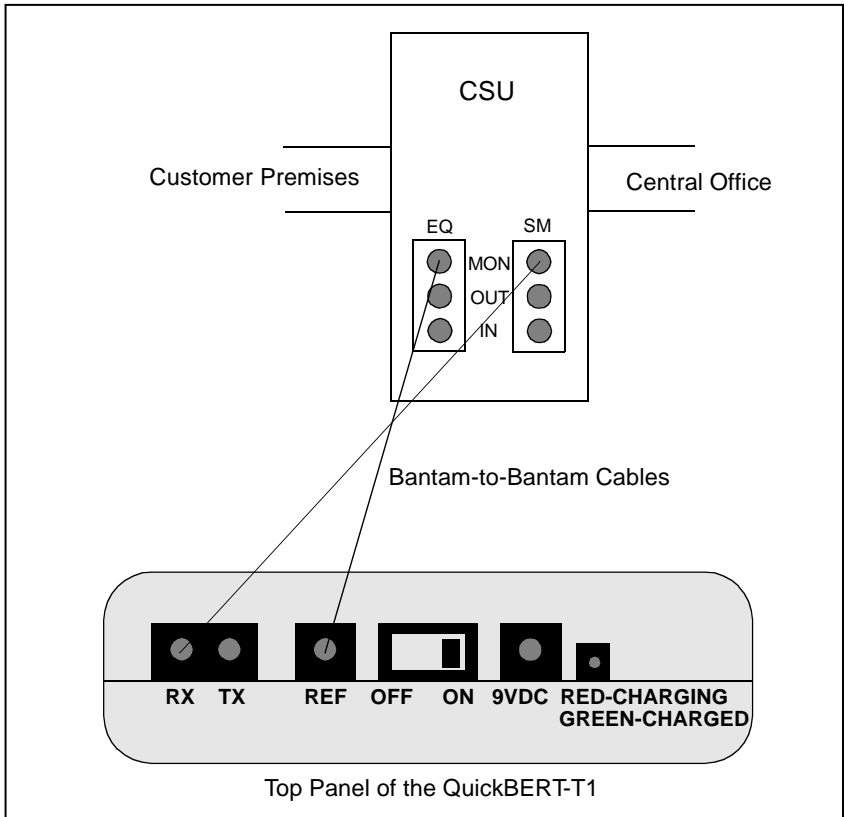 CSU
Customer Premises
Central Office
EQ
SM
MON
OUT
IN
Bantam-to-Bantam Cables
RX TX REF OFF ON 9VDC RED-CHARGING
GREEN-CHARGED
Top Panel of the QuickBERT-T1